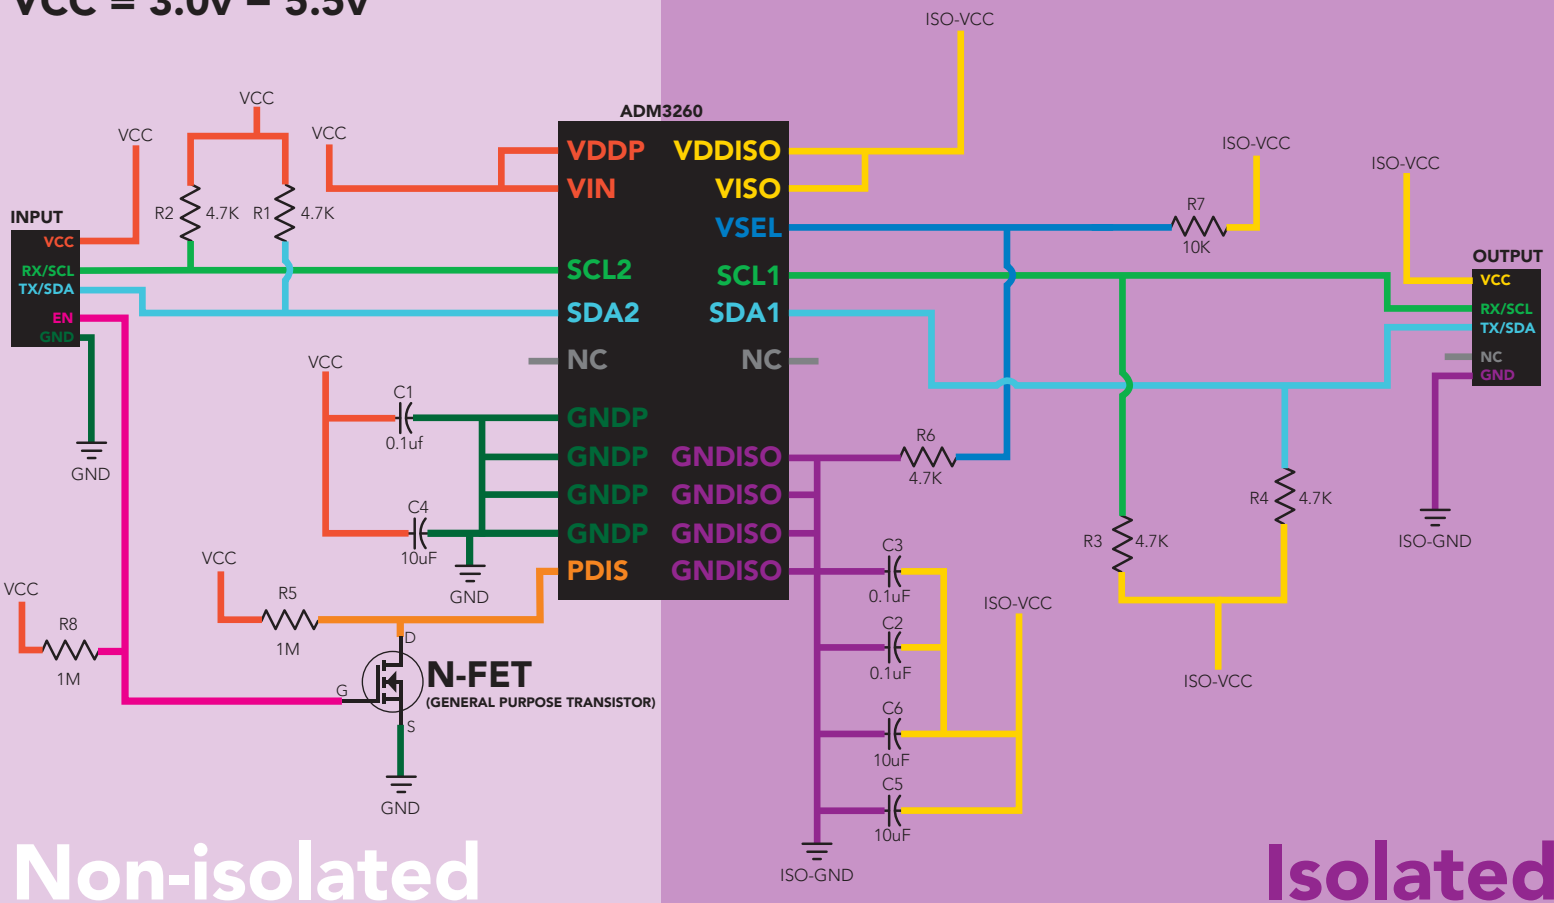 VCC = 3.0v – 5.5v
ISO-VCC
VCC
VCC
VCC
ADM3260
ISO-VCC
ISO-VCC
VDDP
VDDISO
VIN
VISO
VSEL
R2
4.7K
R1
4.7K
R7
10K
INPUT
VCC
RX/SCL
TX/SDA
EN
GND
SCL2
SCL1
SDA2
SDA1
NC
NC
OUTPUT
VCC
RX/SCL
TX/SDA
NC
GND
VCC
C1
0.1uf
GNDP
GNDP
GNDP
GNDP
GNDISO
GNDISO
GNDISO
GNDISO
R6
4.7K
GND
C4
10uF
GND
PDIS
R3
4.7K
R4
4.7K
ISO-GND
VCC
R5
1M
VCC
R8
1M
C3
0.1uF
ISO-VCC
C2
0.1uF
ISO-VCC
D
G
S
N-FET
(GENERAL PURPOSE TRANSISTOR)
C6
10uF
C5
10uF
GND
ISO-GND
Non-isolated
Isolated